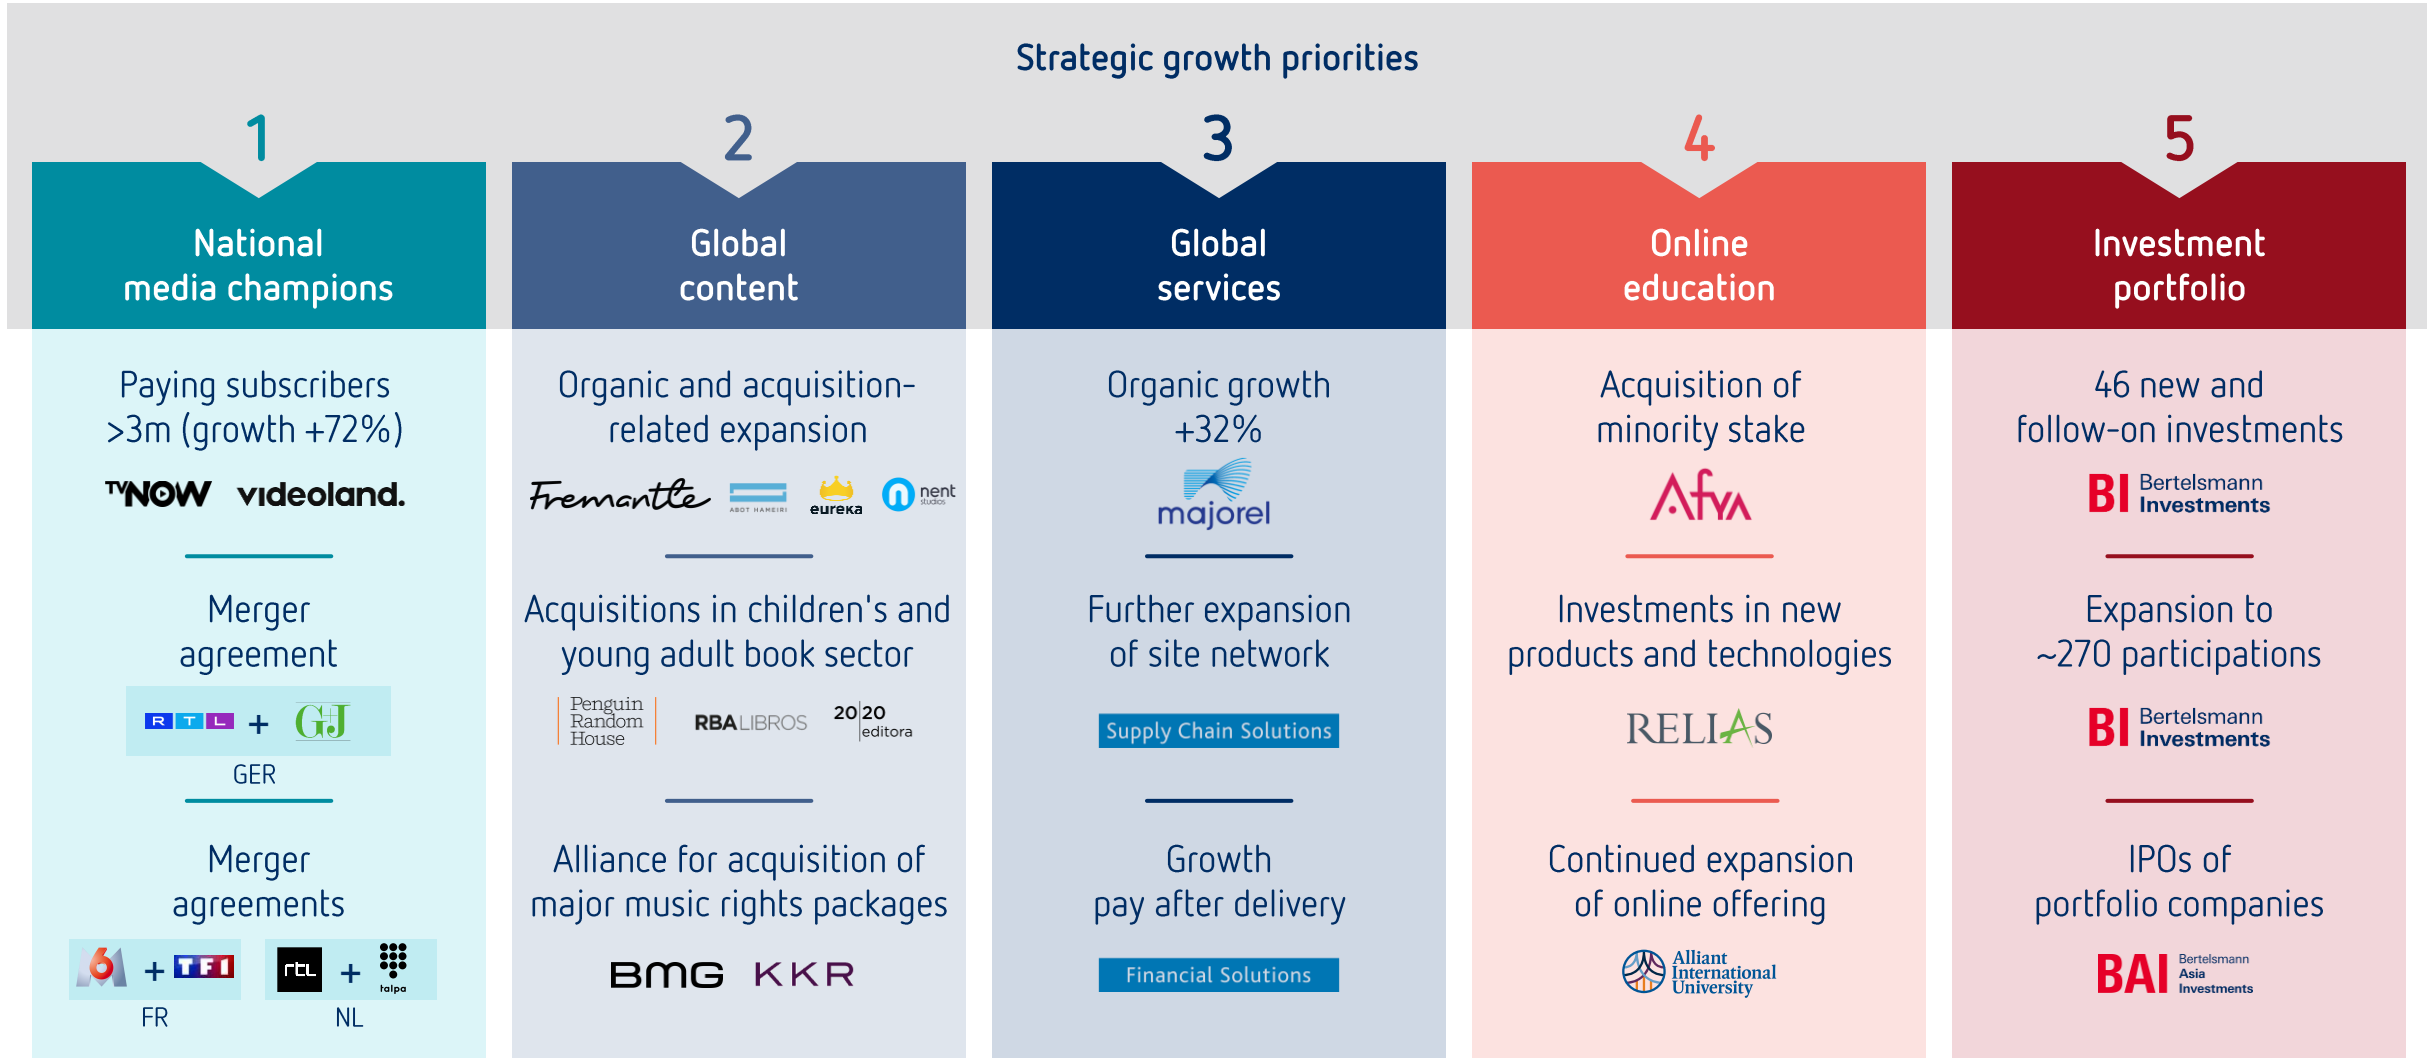 Strategic growth priorities
1
National
media champions
Paying subscribers
>3m (growth +72%)
TVNOW
videoland.
Merger
agreement
RTL
+
G+J
GER
Merger
agreements
M6
+
TF1
FR
rtl
+
talpa
NL
2
Global
content
Organic and acquisition-
related expansion
Fremantle
ABOT HAMEIRI
eureka
n nent
studios
Acquisitions in children's and
young adult book sector
Penguin
Random
House
RBA LIBROS
20|20
editora
Alliance for acquisition of
major music rights packages
BMG
KKR
3
Global
services
Organic growth
+32%
majorel
Further expansion
of site network
Supply Chain Solutions
Growth
pay after delivery
Financial Solutions
4
Online
education
Acquisition of
minority stake
Afya
Investments in new
products and technologies
RELIAS
Continued expansion
of online offering
Alliant
International
University
5
Investment
portfolio
46 new and
follow-on investments
BI Bertelsmann
Investments
Expansion to
~270 participations
BI Bertelsmann
Investments
IPOs of
portfolio companies
BAI Bertelsmann
Asia
Investments